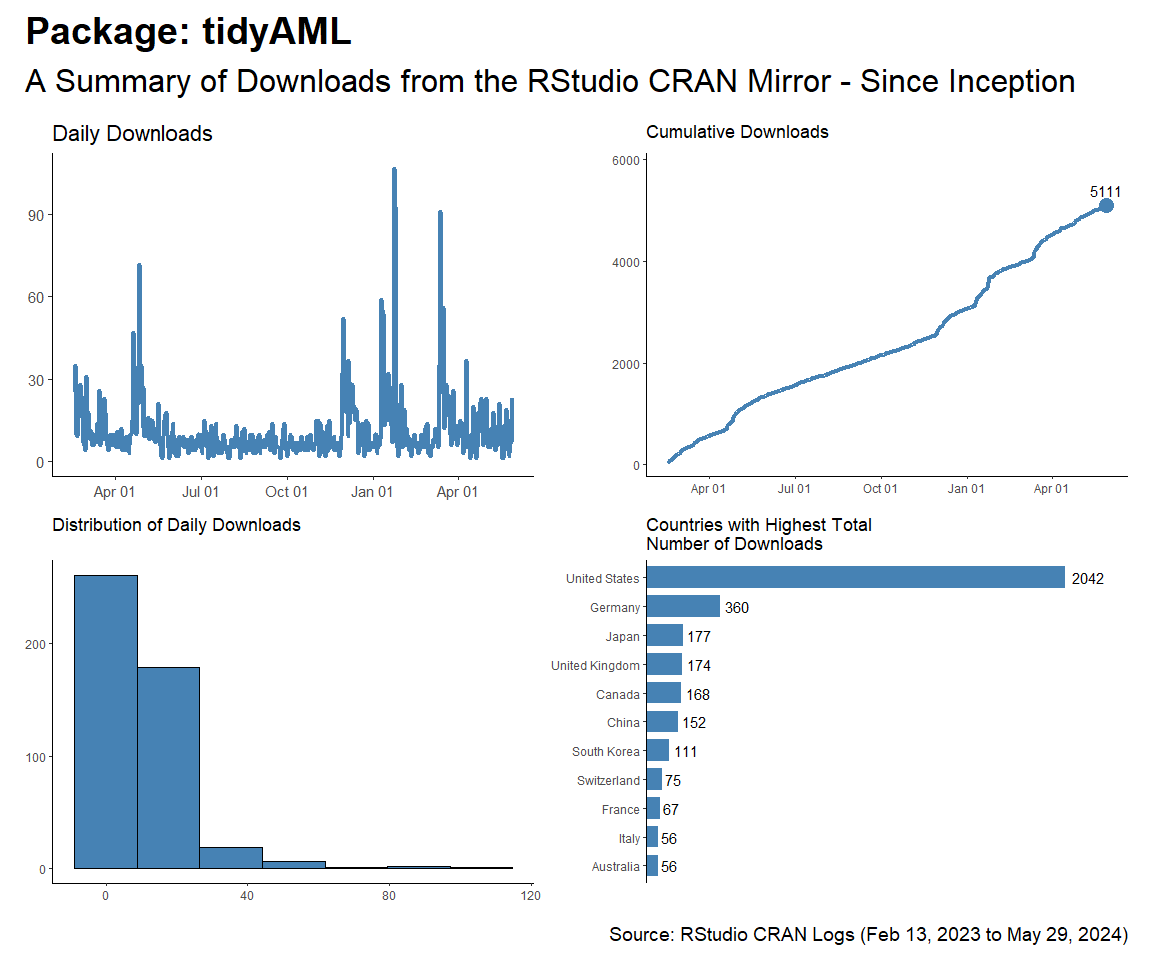 Package: tidyAML
A Summary of Downloads from the RStudio CRAN Mirror - Since Inception
Daily Downloads
90
60
30
0
Apr 01 Jul 01 Oct 01 Jan 01 Apr 01
Cumulative Downloads
6000
4000
2000
0
5111
Apr 01 Jul 01 Oct 01 Jan 01 Apr 01
Distribution of Daily Downloads
200
100
0
0 40 80 120
Countries with Highest Total
Number of Downloads
United States 2042
Germany 360
Japan 177
United Kingdom 174
Canada 168
China 152
South Korea 111
Switzerland 75
France 67
Italy 56
Australia 56
Source: RStudio CRAN Logs (Feb 13, 2023 to May 29, 2024)